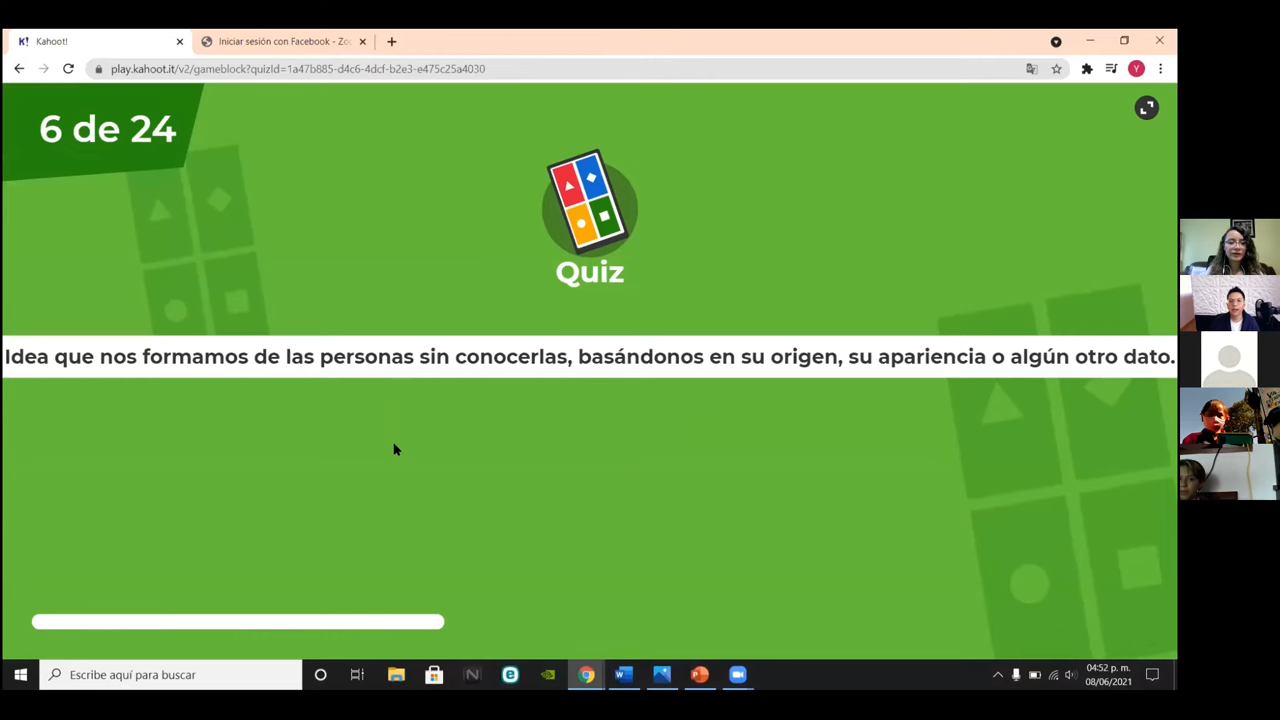 K! Kahoot!
Iniciar sesión con Facebook - Zo
play.kahoot.it/v2/gameblock?quizId=1a47b885-d4c6-4dcf-b2e3-e475c25a4030
Y
6 de 24
Quiz
Idea que nos formamos de las personas sin conocerlas, basándonos en su origen, su apariencia o algún otro dato.
Escribe aquí para buscar
04:52 p. m.
08/06/2021